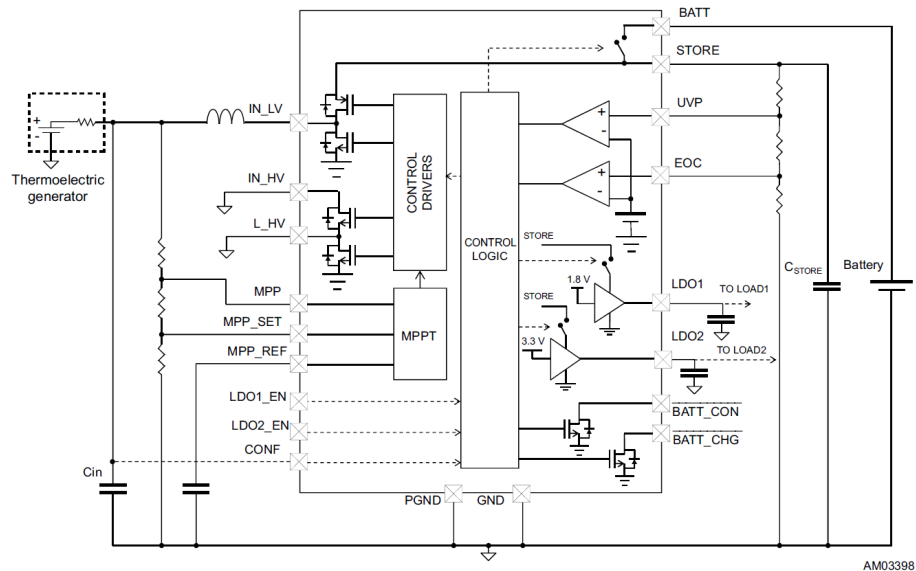 BATT
STORE
UVP
EOC
IN_LV
+
-
Thermoelectric
generator
IN_HV
L_HV
MPP
MPP_SET
MPP_REF
LDO1_EN
LDO2_EN
CONF
Cin
CONTROL
DRIVERS
MPPT
CONTROL
LOGIC
+
-
+
-
STORE
1.8 V
STORE
3.3 V
LDO1
TO LOAD1
LDO2
TO LOAD2
BATT_CON
BATT_CHG
CSTORE
Battery
PGND
GND
AM03398